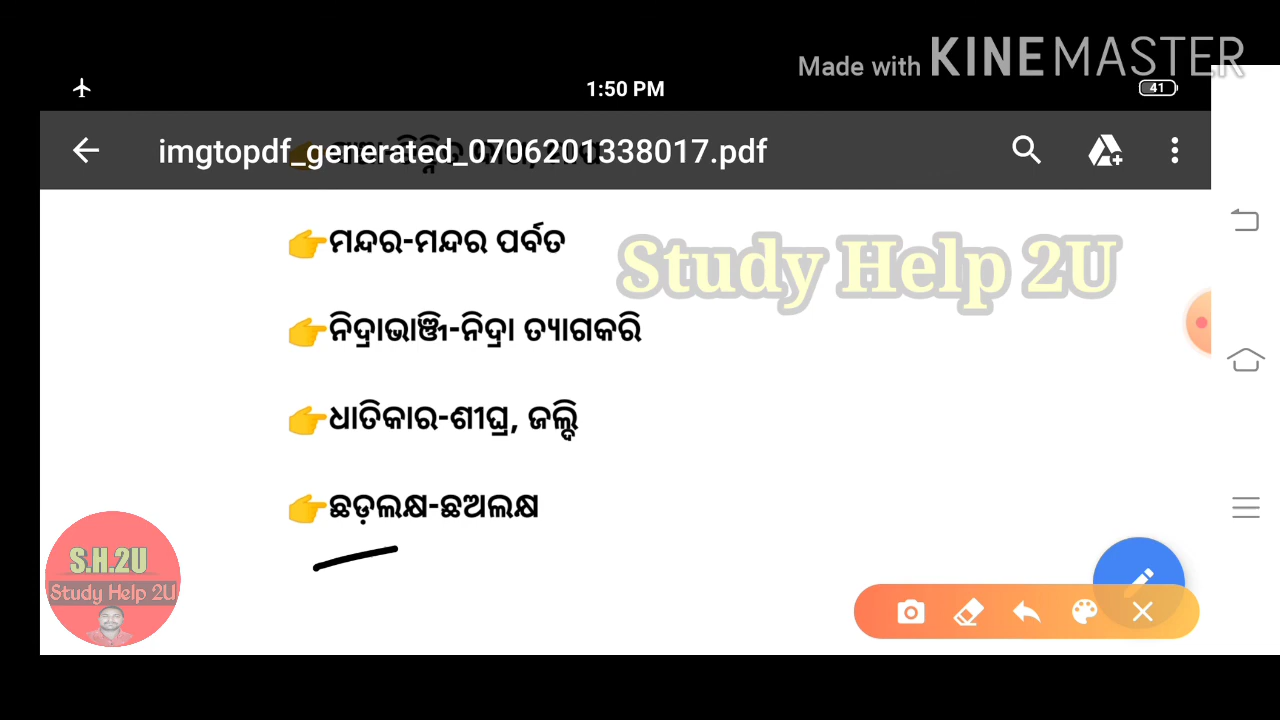 Made with KINEMASTER
1:50 PM
41
imgtopdf_generated_0706201338017.pdf
👉ମନ୍ଦର-ମନ୍ଦର ପର୍ବତ
Study Help 2U
👉ନିଦ୍ରାଭାଞ୍ଜି-ନିଦ୍ରା ତ୍ୟାଗକରି
👉ଧାତିକାର-ଶୀଘ୍ର, ଜଲ୍ଦି
👉ଛଡ଼ଲକ୍ଷ-ଛଅଲକ୍ଷ
S.H.2U
Study Help 2U